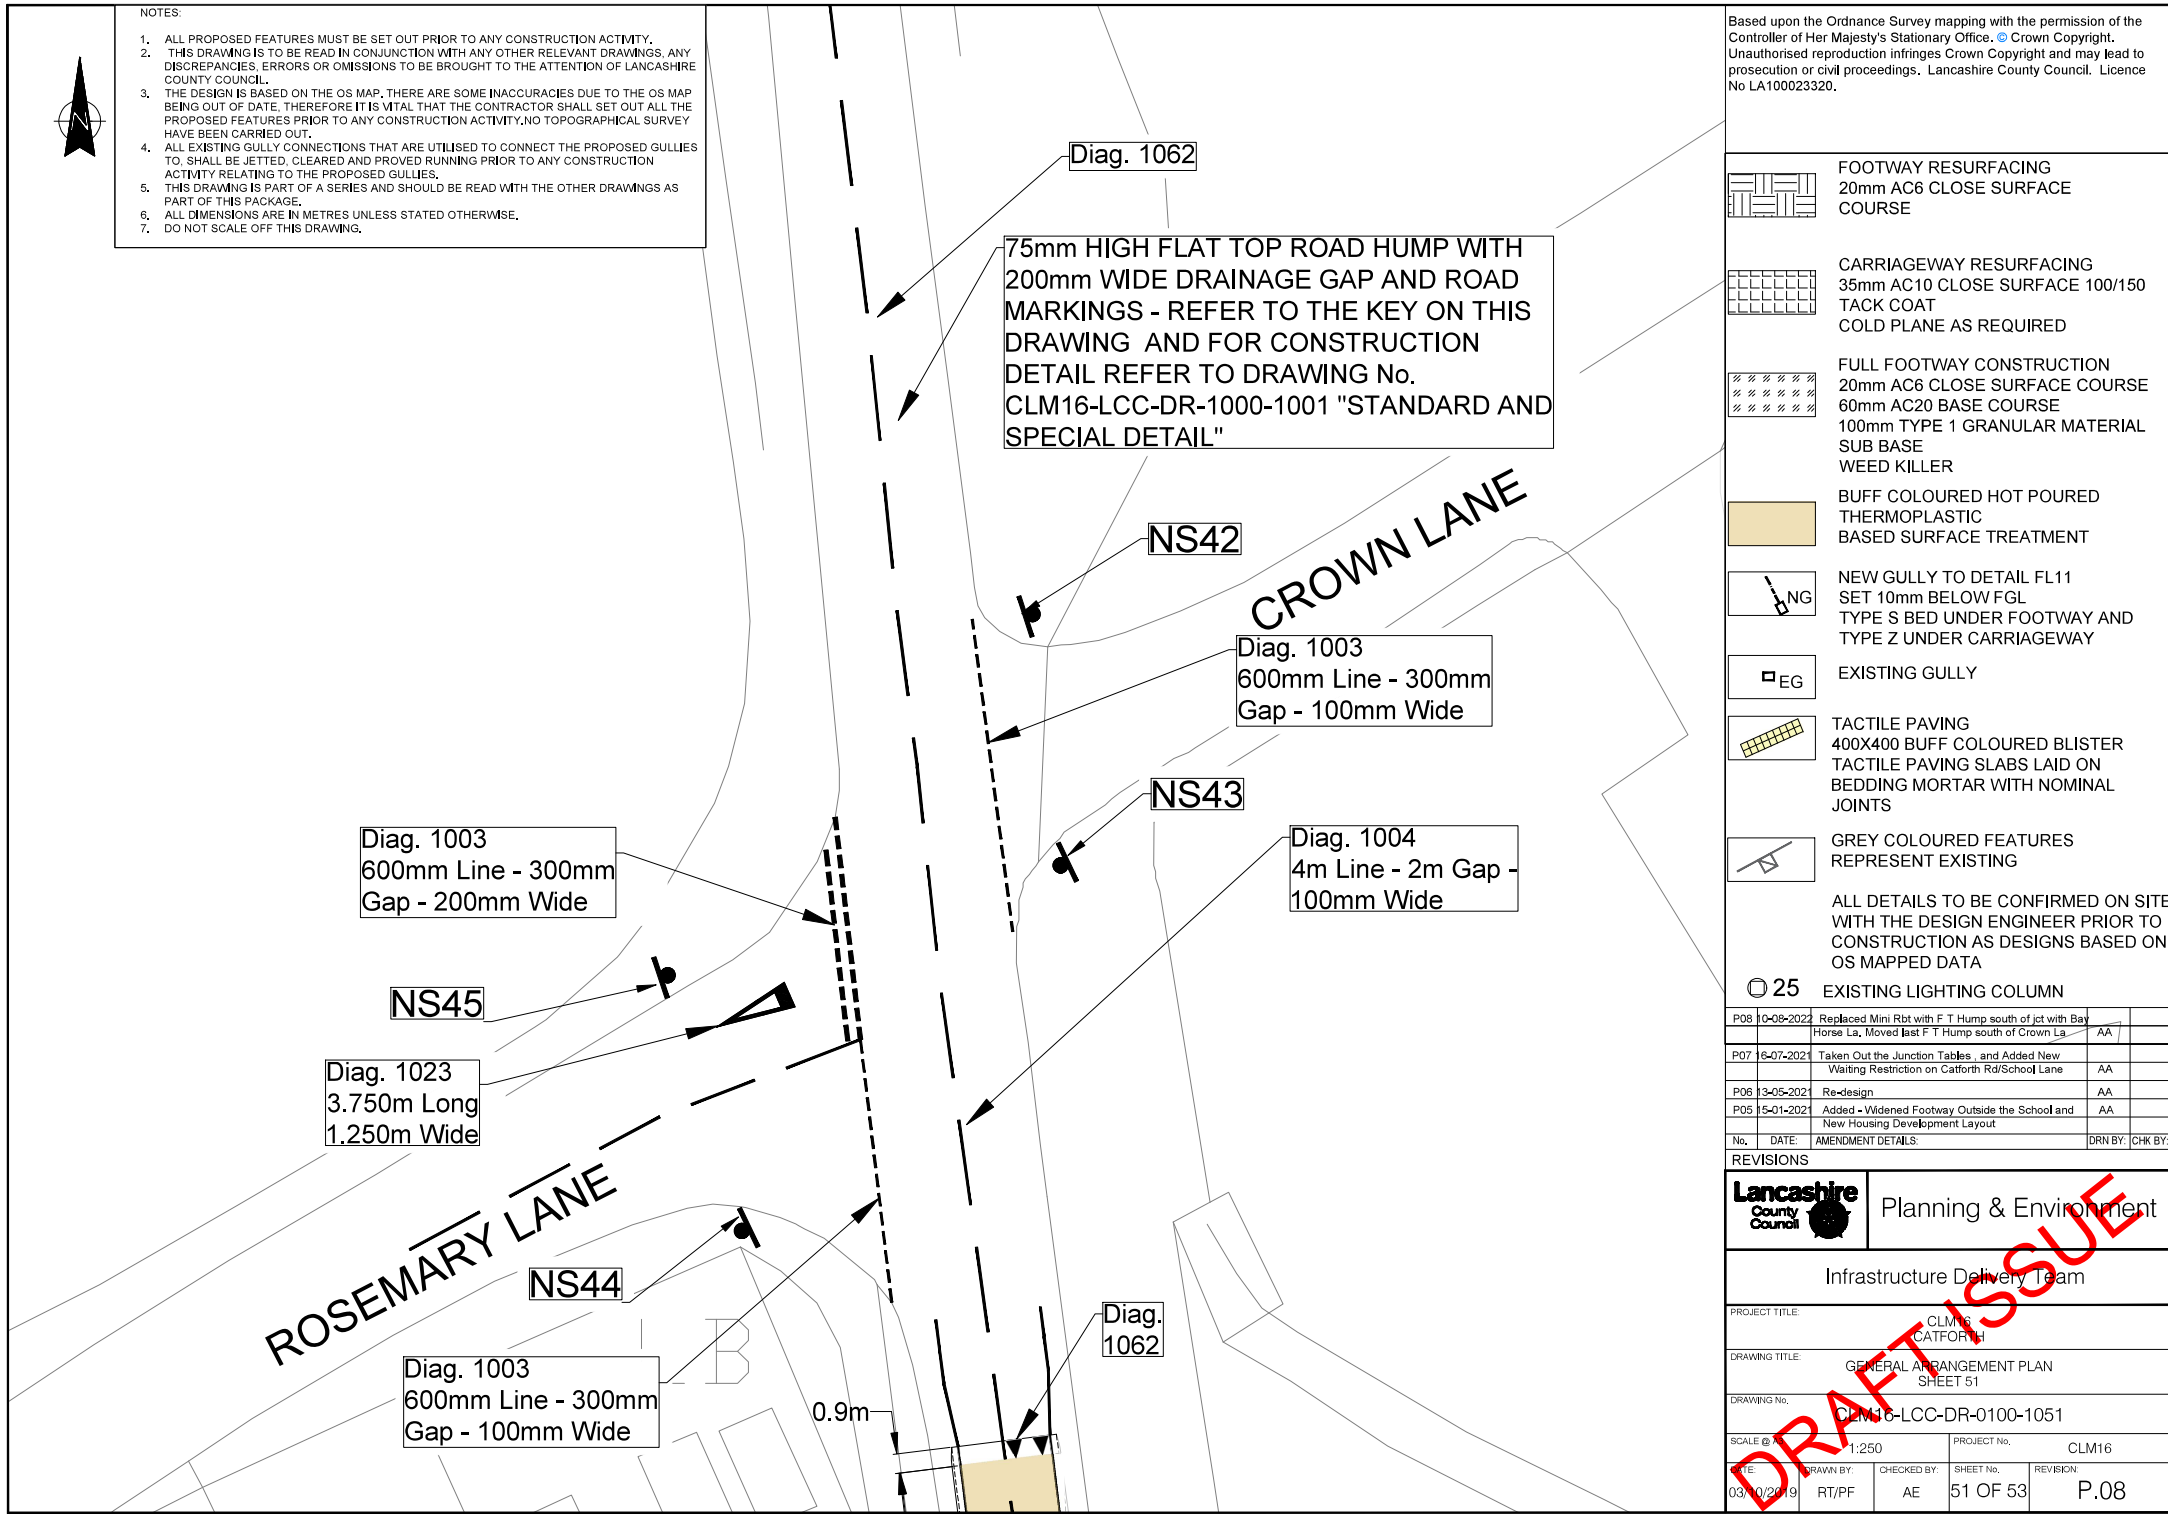 NOTES:
1. ALL PROPOSED FEATURES MUST BE SET OUT PRIOR TO ANY CONSTRUCTION ACTIVITY.
2. THIS DRAWING IS TO BE READ IN CONJUNCTION WITH ANY OTHER RELEVANT DRAWINGS, ANY
DISCREPANCIES, ERRORS OR OMISSIONS TO BE BROUGHT TO THE ATTENTION OF LANCASHIRE
COUNTY COUNCIL.
3. THE DESIGN IS BASED ON THE OS MAP. THERE ARE SOME INACCURACIES DUE TO THE OS MAP
BEING OUT OF DATE, THEREFORE IT IS VITAL THAT THE CONTRACTOR SHALL SET OUT ALL THE
PROPOSED FEATURES PRIOR TO ANY CONSTRUCTION ACTIVITY.NO TOPOGRAPHICAL SURVEY
HAVE BEEN CARRIED OUT.
4. ALL EXISTING GULLY CONNECTIONS THAT ARE UTILISED TO CONNECT THE PROPOSED GULLIES
TO, SHALL BE JETTED, CLEARED AND PROVED RUNNING PRIOR TO ANY CONSTRUCTION
ACTIVITY RELATING TO THE PROPOSED GULLIES.
5. THIS DRAWING IS PART OF A SERIES AND SHOULD BE READ WITH THE OTHER DRAWINGS AS
PART OF THIS PACKAGE.
6. ALL DIMENSIONS ARE IN METRES UNLESS STATED OTHERWISE.
7. DO NOT SCALE OFF THIS DRAWING.
N
Diag. 1062
75mm HIGH FLAT TOP ROAD HUMP WITH
200mm WIDE DRAINAGE GAP AND ROAD
MARKINGS - REFER TO THE KEY ON THIS
DRAWING AND FOR CONSTRUCTION
DETAIL REFER TO DRAWING No.
CLM16-LCC-DR-1000-1001 "STANDARD AND
SPECIAL DETAIL"
NS42
CROWN LANE
Diag. 1003
600mm Line - 300mm
Gap - 100mm Wide
NS43
Diag. 1003
600mm Line - 300mm
Gap - 200mm Wide
Diag. 1004
4m Line - 2m Gap -
100mm Wide
NS45
Diag. 1023
3.750m Long
1.250m Wide
ROSEMARY LANE
NS44
Diag.
1062
Diag. 1003
600mm Line - 300mm
Gap - 100mm Wide
B
0.9m
Based upon the Ordnance Survey mapping with the permission of the
Controller of Her Majesty's Stationary Office. © Crown Copyright.
Unauthorised reproduction infringes Crown Copyright and may lead to
prosecution or civil proceedings. Lancashire County Council. Licence
No LA100023320.
FOOTWAY RESURFACING
20mm AC6 CLOSE SURFACE
COURSE
CARRIAGEWAY RESURFACING
35mm AC10 CLOSE SURFACE 100/150
TACK COAT
COLD PLANE AS REQUIRED
FULL FOOTWAY CONSTRUCTION
20mm AC6 CLOSE SURFACE COURSE
60mm AC20 BASE COURSE
100mm TYPE 1 GRANULAR MATERIAL
SUB BASE
WEED KILLER
BUFF COLOURED HOT POURED
THERMOPLASTIC
BASED SURFACE TREATMENT
NG
NEW GULLY TO DETAIL FL11
SET 10mm BELOW FGL
TYPE S BED UNDER FOOTWAY AND
TYPE Z UNDER CARRIAGEWAY
EG
EXISTING GULLY
TACTILE PAVING
400X400 BUFF COLOURED BLISTER
TACTILE PAVING SLABS LAID ON
BEDDING MORTAR WITH NOMINAL
JOINTS
GREY COLOURED FEATURES
REPRESENT EXISTING
ALL DETAILS TO BE CONFIRMED ON SITE
WITH THE DESIGN ENGINEER PRIOR TO
CONSTRUCTION AS DESIGNS BASED ON
OS MAPPED DATA
25 EXISTING LIGHTING COLUMN
P08 10-08-2022 Replaced Mini Rbt with F T Hump south of jct with Bay
Horse La. Moved last F T Hump south of Crown La AA
P07 16-07-2021 Taken Out the Junction Tables , and Added New
Waiting Restriction on Catforth Rd/School Lane AA
P06 13-05-2021 Re-design AA
P05 15-01-2021 Added - Widened Footway Outside the School and AA
New Housing Development Layout
No. DATE: AMENDMENT DETAILS: DRN BY: CHK BY:
REVISIONS
Lancashire
County
Council
Planning & Environment
Infrastructure Delivery Team
PROJECT TITLE:
CLM16
CATFORTH
DRAWING TITLE:
GENERAL ARRANGEMENT PLAN
SHEET 51
DRAWING No.
CLM16-LCC-DR-0100-1051
SCALE @ A3 1:250 PROJECT No. CLM16
DATE: DRAWN BY: CHECKED BY: SHEET No. REVISION:
03/10/2019 RT/PF AE 51 OF 53 P.08
DRAFT ISSUE